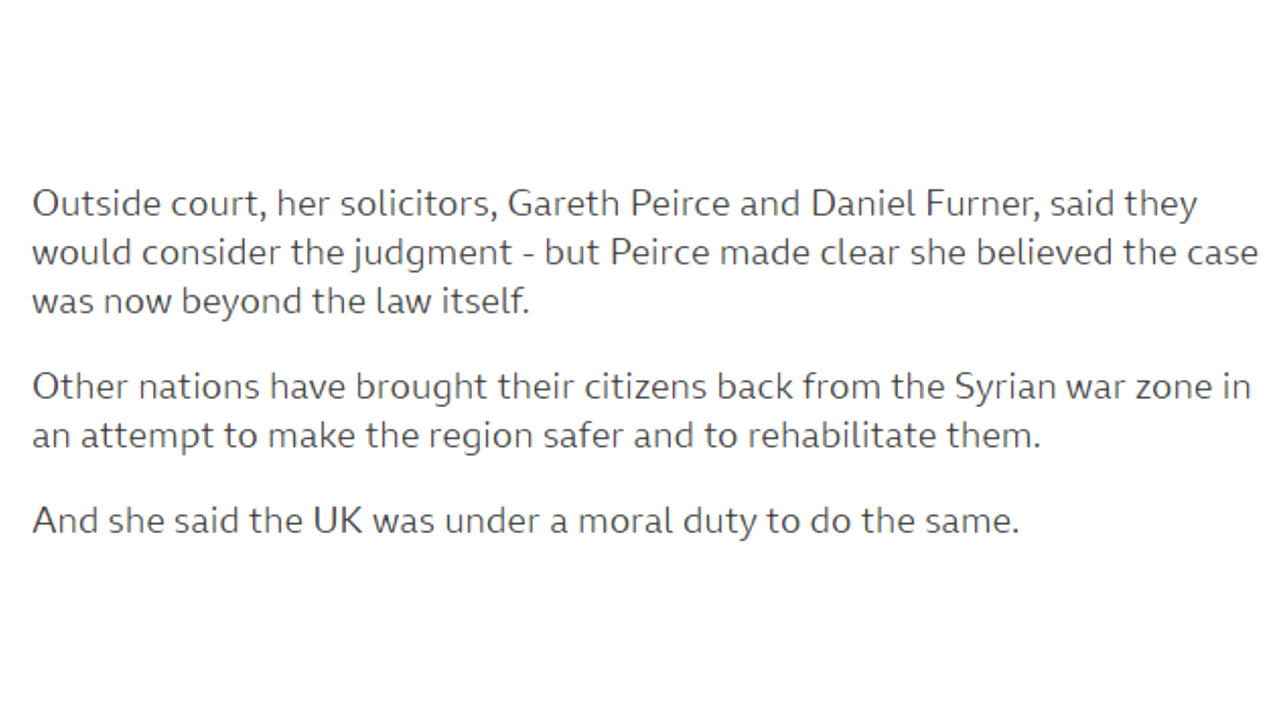 Outside court, her solicitors, Gareth Peirce and Daniel Furner, said they
would consider the judgment - but Peirce made clear she believed the case
was now beyond the law itself.
Other nations have brought their citizens back from the Syrian war zone in
an attempt to make the region safer and to rehabilitate them.
And she said the UK was under a moral duty to do the same.